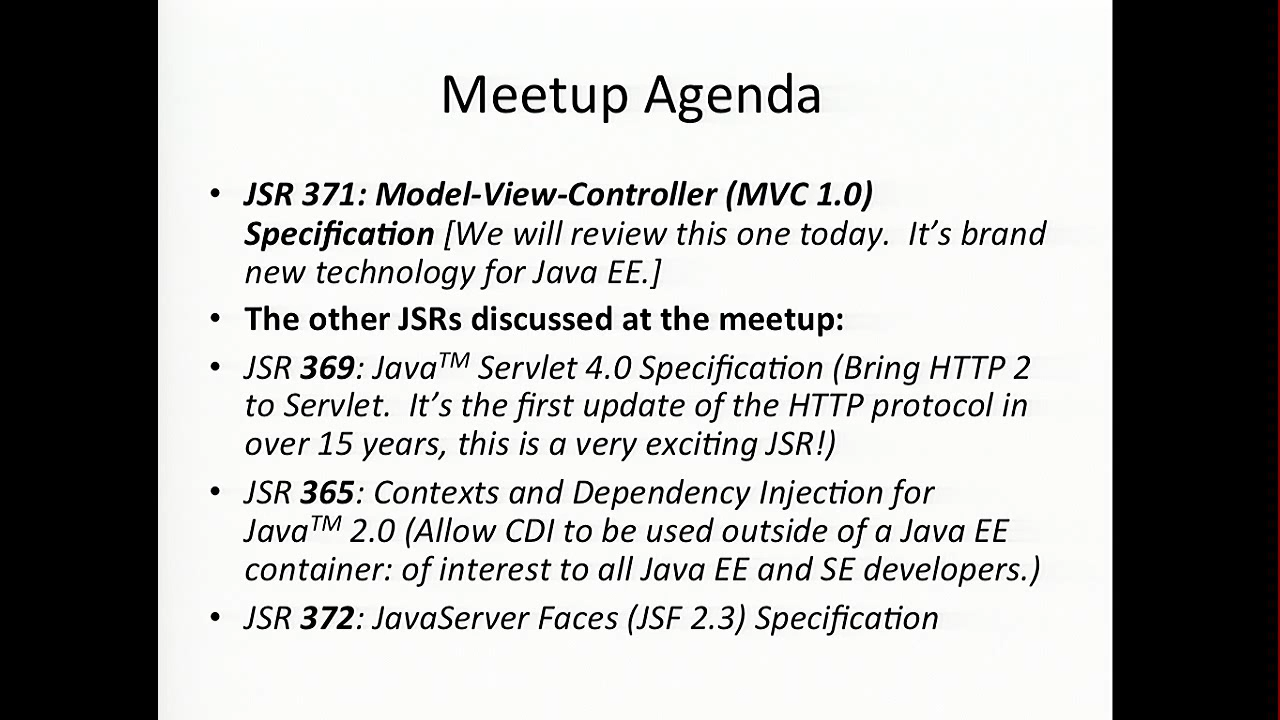 Meetup Agenda
• JSR 371: Model-View-Controller (MVC 1.0)
Specification [We will review this one today.  It's brand
new technology for Java EE.]
• The other JSRs discussed at the meetup:
• JSR 369: Java™ Servlet 4.0 Specification (Bring HTTP 2
to Servlet.  It's the first update of the HTTP protocol in
over 15 years, this is a very exciting JSR!)
• JSR 365: Contexts and Dependency Injection for
Java™ 2.0 (Allow CDI to be used outside of a Java EE
container: of interest to all Java EE and SE developers.)
• JSR 372: JavaServer Faces (JSF 2.3) Specification